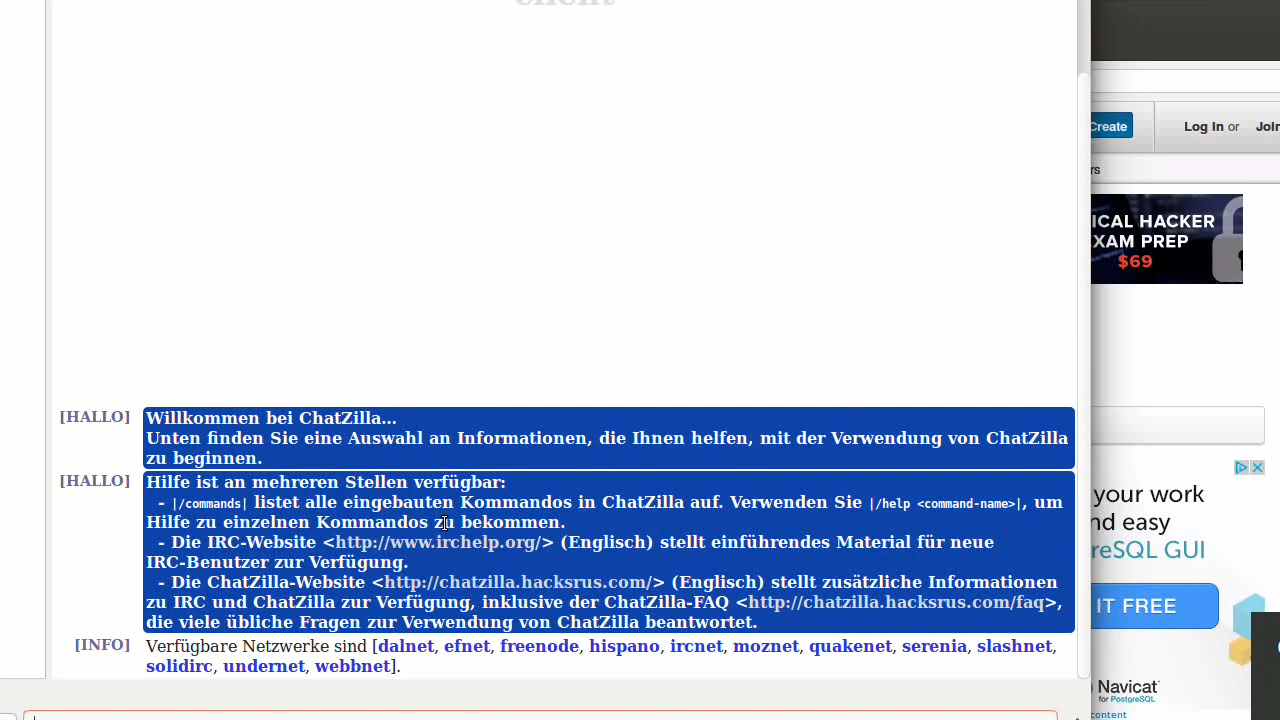 client
Create
Log In or Join
rs
ICAL HACKER
XAM PREP
$69
[HALLO] Willkommen bei ChatZilla...
Unten finden Sie eine Auswahl an Informationen, die Ihnen helfen, mit der Verwendung von ChatZilla
zu beginnen.
[HALLO] Hilfe ist an mehreren Stellen verfügbar:
- |/commands| listet alle eingebauten Kommandos in ChatZilla auf. Verwenden Sie |/help <command-name>|, um
Hilfe zu einzelnen Kommandos zu bekommen.
- Die IRC-Website <http://www.irchelp.org/> (Englisch) stellt einführendes Material für neue
IRC-Benutzer zur Verfügung.
- Die ChatZilla-Website <http://chatzilla.hacksrus.com/> (Englisch) stellt zusätzliche Informationen
zu IRC und ChatZilla zur Verfügung, inklusive der ChatZilla-FAQ <http://chatzilla.hacksrus.com/faq>,
die viele übliche Fragen zur Verwendung von ChatZilla beantwortet.
[INFO] Verfügbare Netzwerke sind [dalnet, efnet, freenode, hispano, ircnet, moznet, quakenet, serenia, slashnet,
solidirc, undernet, webbnet].
your work
nd easy
reSQL GUI
IT FREE
Navicat
for PostgreSQL
content